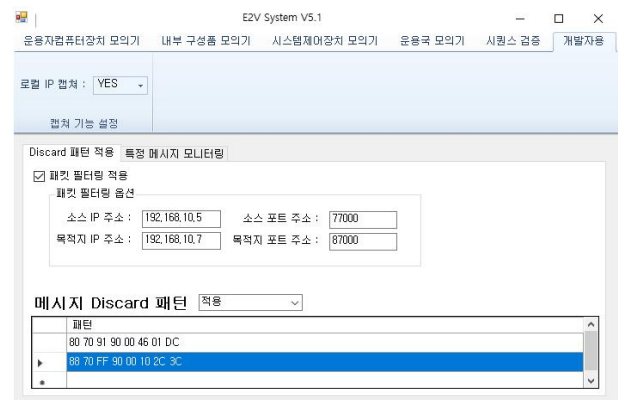 E2V System V5.1
운용자컴퓨터장치 모의기 내부 구성품 모의기 시스템제어장치 모의기 운용국 모의기 시퀀스 검증 개발자용
로컬 IP 캡쳐 : YES
캡쳐 기능 설정
Discard 패턴 적용 특정 메시지 모니터링
패킷 필터링 적용
패킷 필터링 옵션
소스 IP 주소 : 192,168,10,5 소스 포트 주소 : 77000
목적지 IP 주소 : 192,168,10,7 목적지 포트 주소 : 87000
메시지 Discard 패턴 적용
패턴
80 70 91 90 00 46 01 DC
88 70 FF 90 00 10 2C 3C